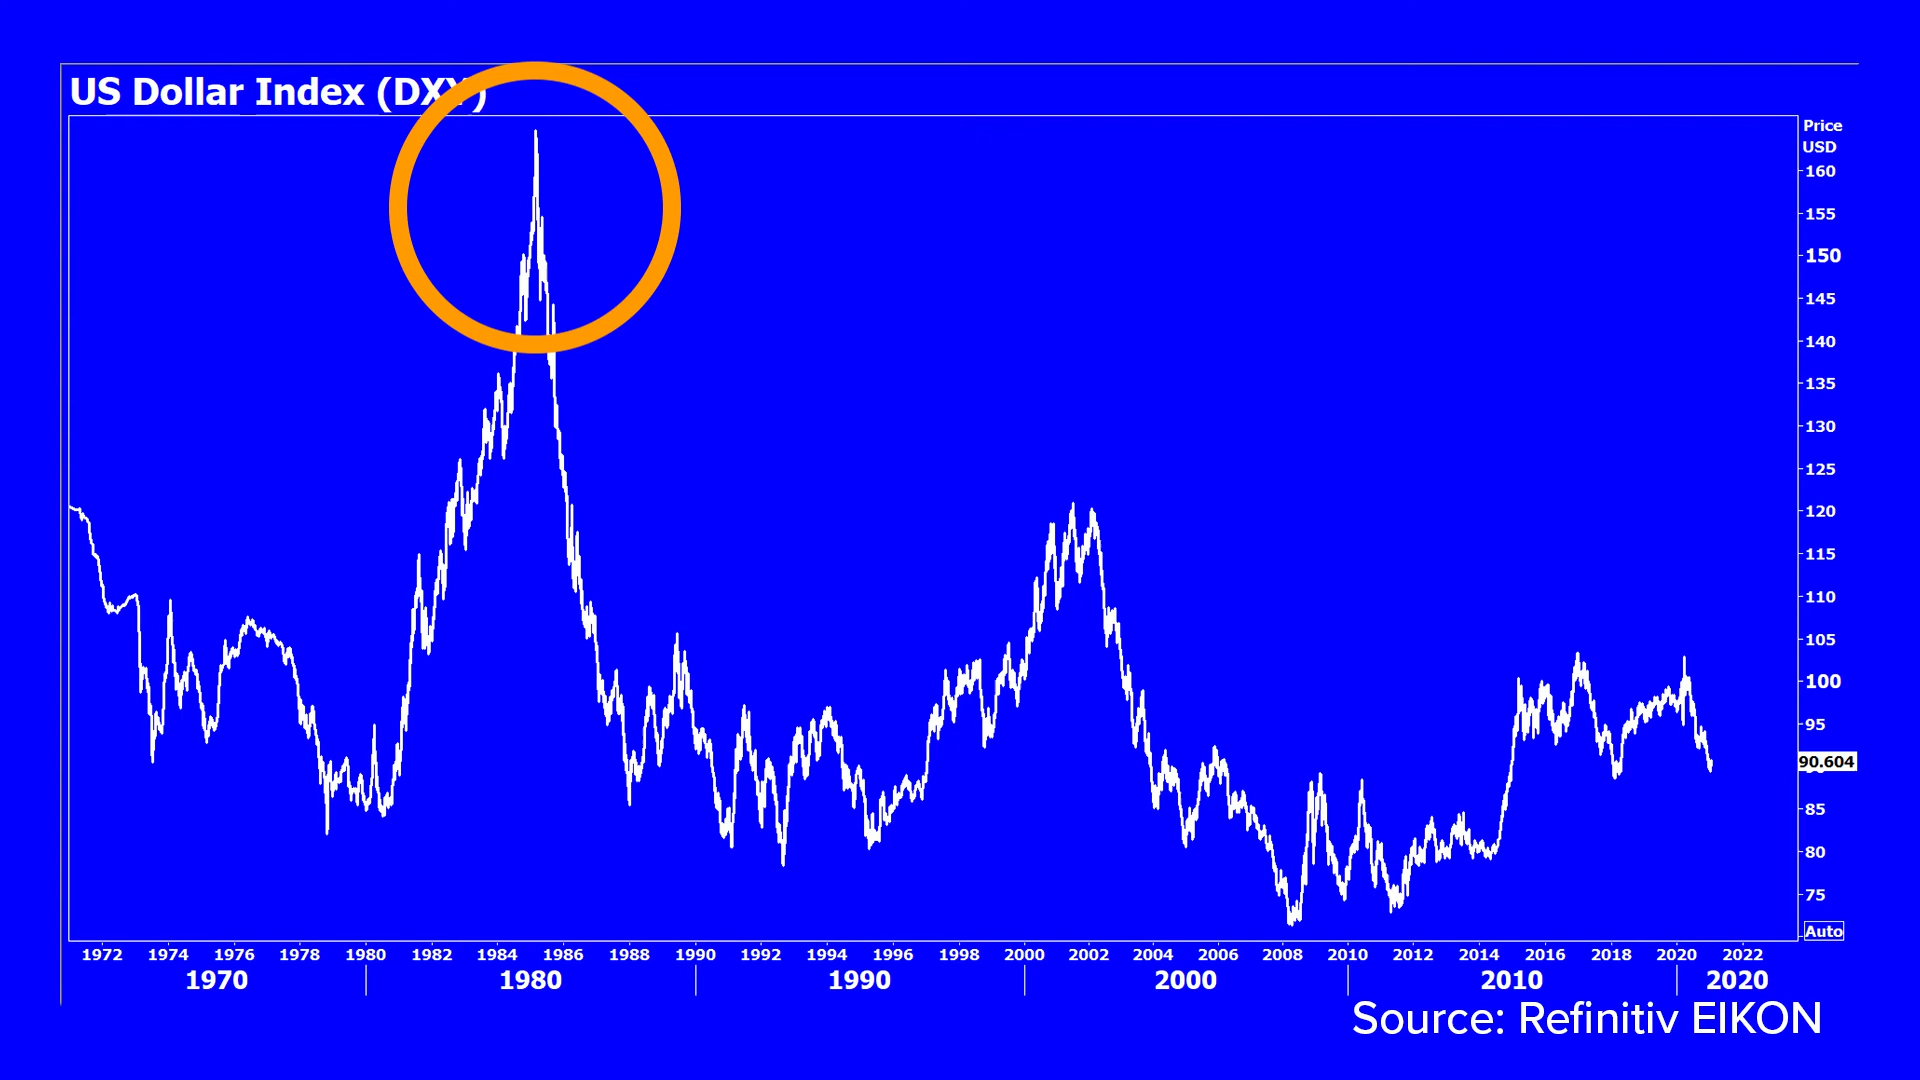 US Dollar Index (DXY)
Price
USD
160
155
150
145
140
135
130
125
120
115
110
105
100
95
90.604
85
80
75
Auto
1972 1974 1976 1978 1980 1982 1984 1986 1988 1990 1992 1994 1996 1998 2000 2002 2004 2006 2008 2010 2012 2014 2016 2018 2020 2022
1970 1980 1990 2000 2010 2020
Source: Refinitiv EIKON